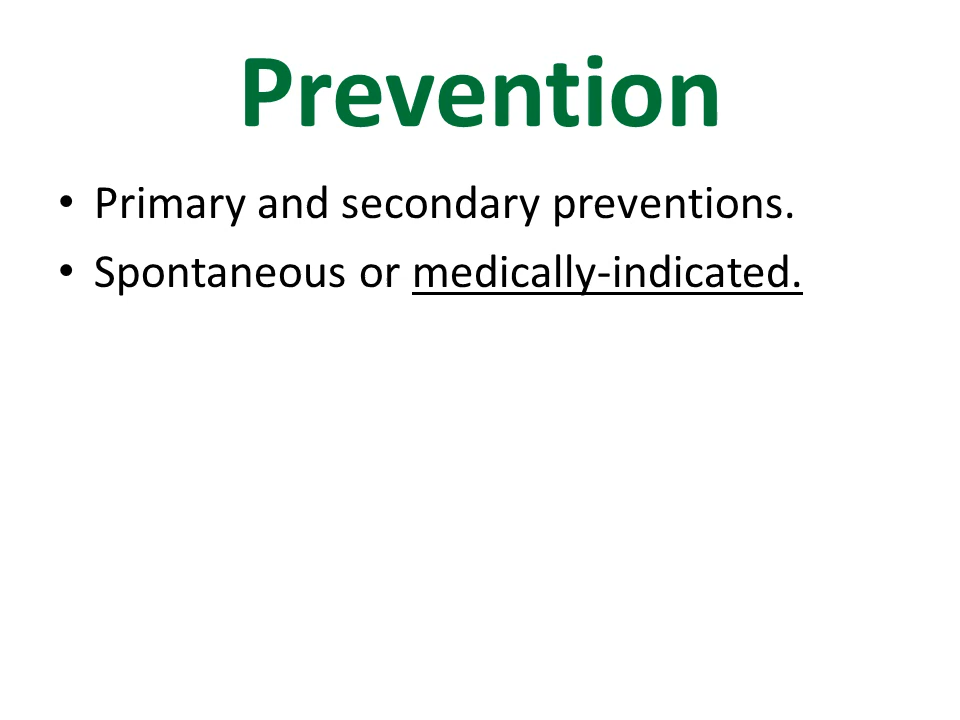 Prevention
• Primary and secondary preventions.
• Spontaneous or medically-indicated.